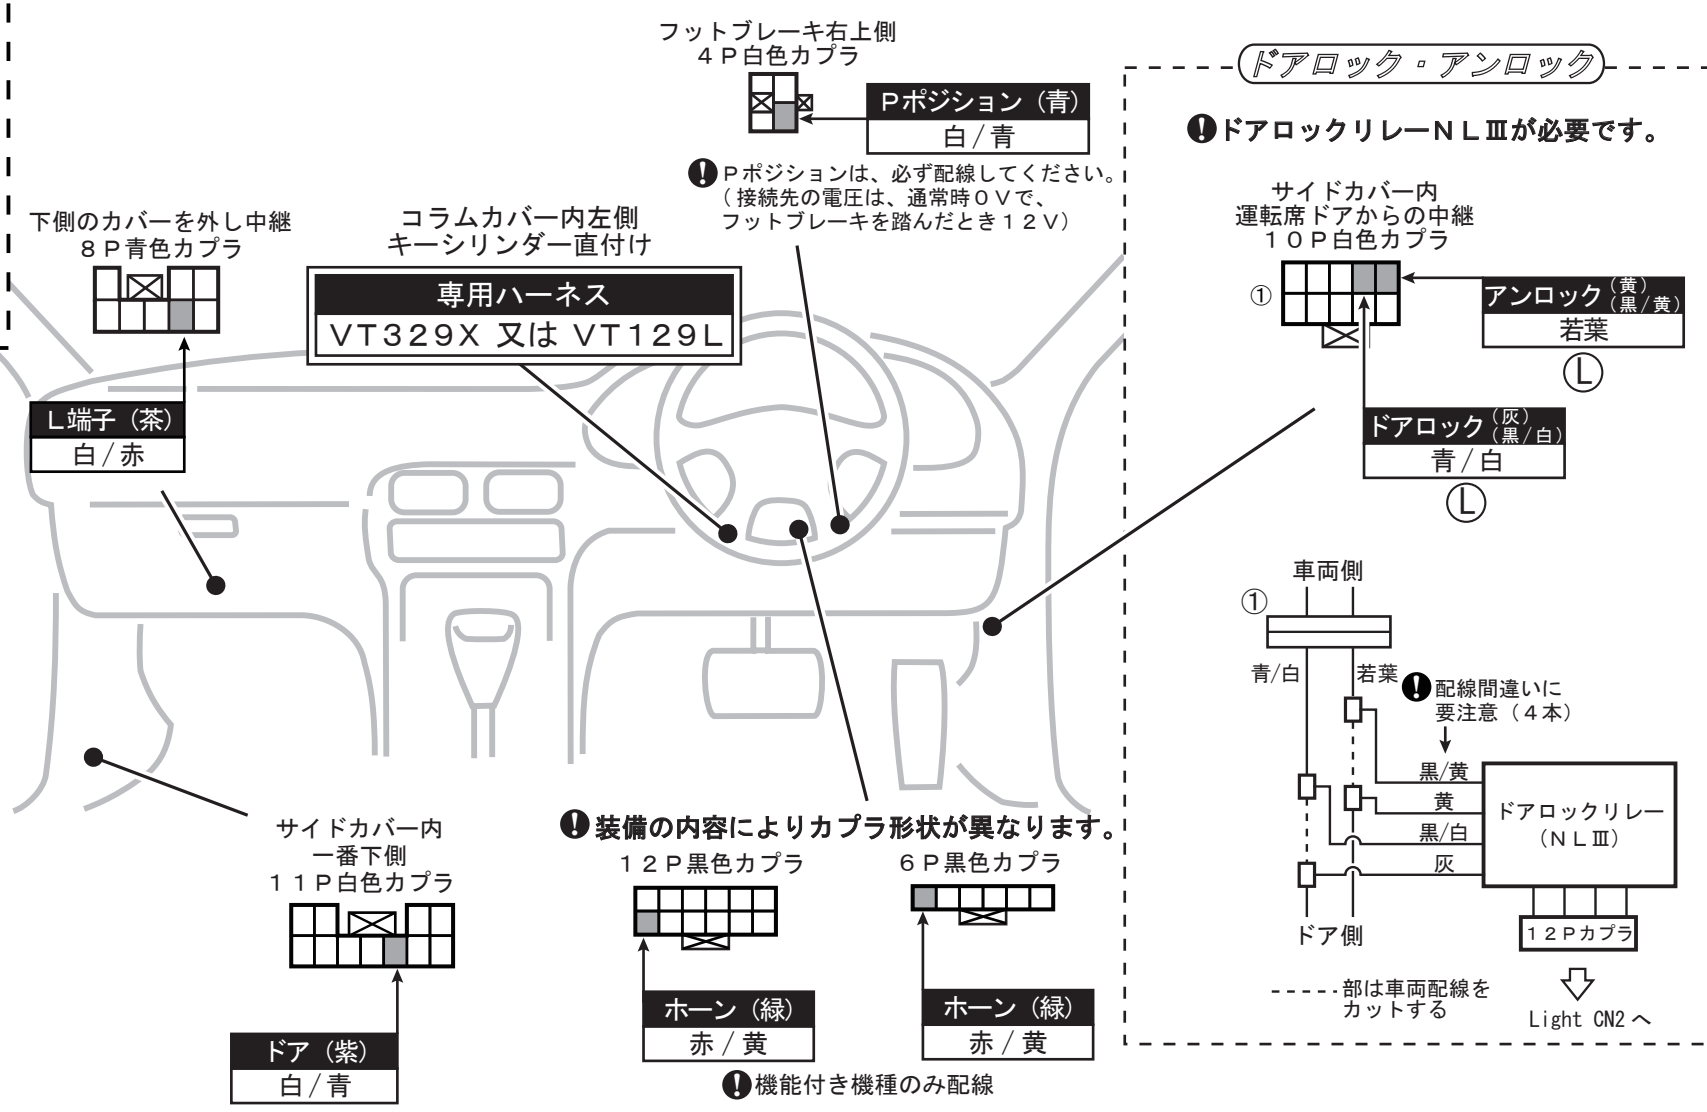 フットブレーキ右上側
４Ｐ白色カプラ
Ｐポジション（青）
白/青
Ｐポジションは、必ず配線してください。
（接続先の電圧は、通常時０Ｖで、
フットブレーキを踏んだとき１２Ｖ）
下側のカバーを外し中継
８Ｐ青色カプラ
Ｌ端子（茶）
白/赤
コラムカバー内左側
キーシリンダー直付け
専用ハーネス
ＶＴ３２９Ｘ 又は ＶＴ１２９Ｌ
サイドカバー内
一番下側
１１Ｐ白色カプラ
ドア（紫）
白/青
装備の内容によりカプラ形状が異なります。
１２Ｐ黒色カプラ
６Ｐ黒色カプラ
ホーン（緑）
赤/黄
ホーン（緑）
赤/黄
機能付き機種のみ配線
ドアロック・アンロック
ドアロックリレーＮＬⅢが必要です。
サイドカバー内
運転席ドアからの中継
１０Ｐ白色カプラ
①
アンロック（黄）（黒/黄）
若葉
Ⓛ
ドアロック（灰）（黒/白）
青/白
Ⓛ
車両側
①
青/白
若葉
配線間違いに
要注意（４本）
黒/黄
黄
黒/白
灰
ドアロックリレー
（ＮＬⅢ）
１２Ｐカプラ
ドア側
-----部は車両配線を
カットする
Light CN2 へ